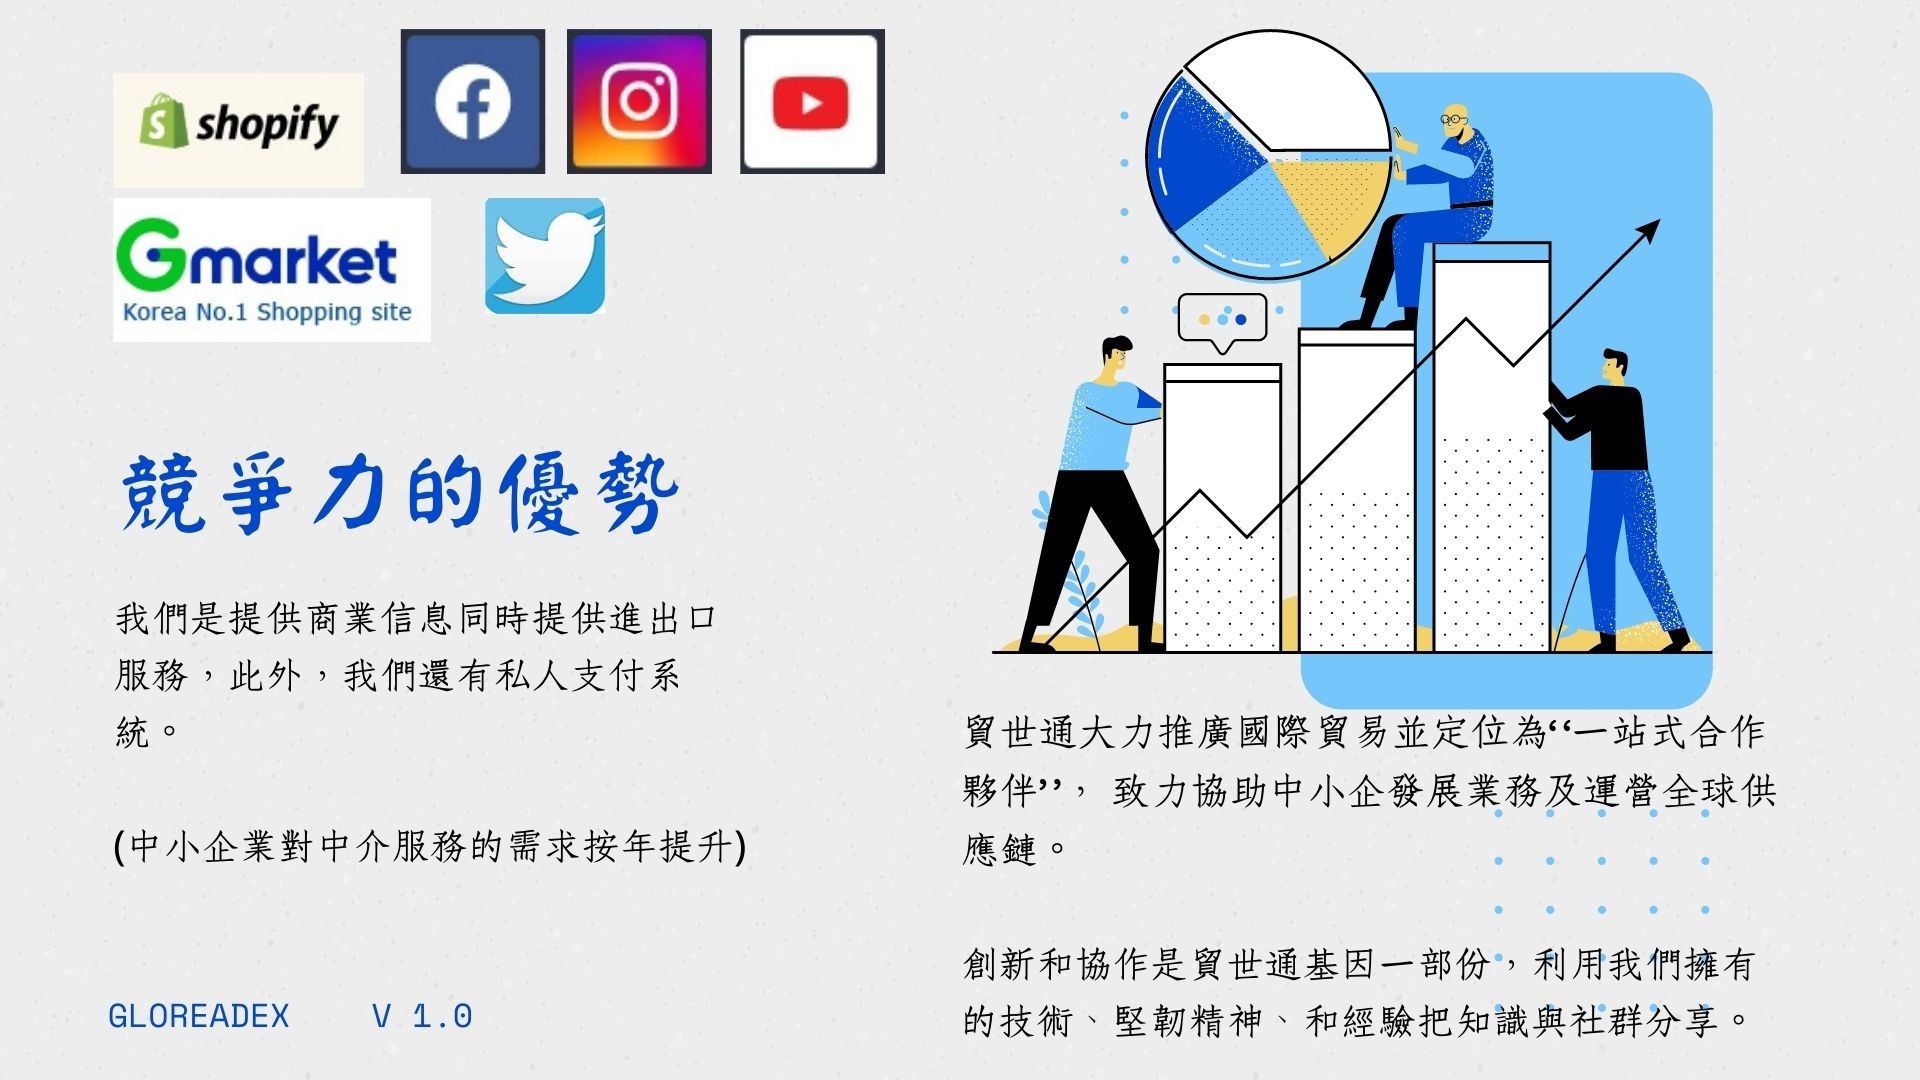 shopify
Gmarket
Korea No.1 Shopping site
競爭力的優勢
我們是提供商業信息同時提供進出口
服務，此外，我們還有私人支付系
統。
(中小企業對中介服務的需求按年提升)
貿世通大力推廣國際貿易並定位為“一站式合作
夥伴”， 致力協助中小企發展業務及運營全球供
應鏈。
創新和協作是貿世通基因一部份，利用我們擁有
的技術、堅韌精神、和經驗把知識與社群分享。
GLOREADEX V 1.0